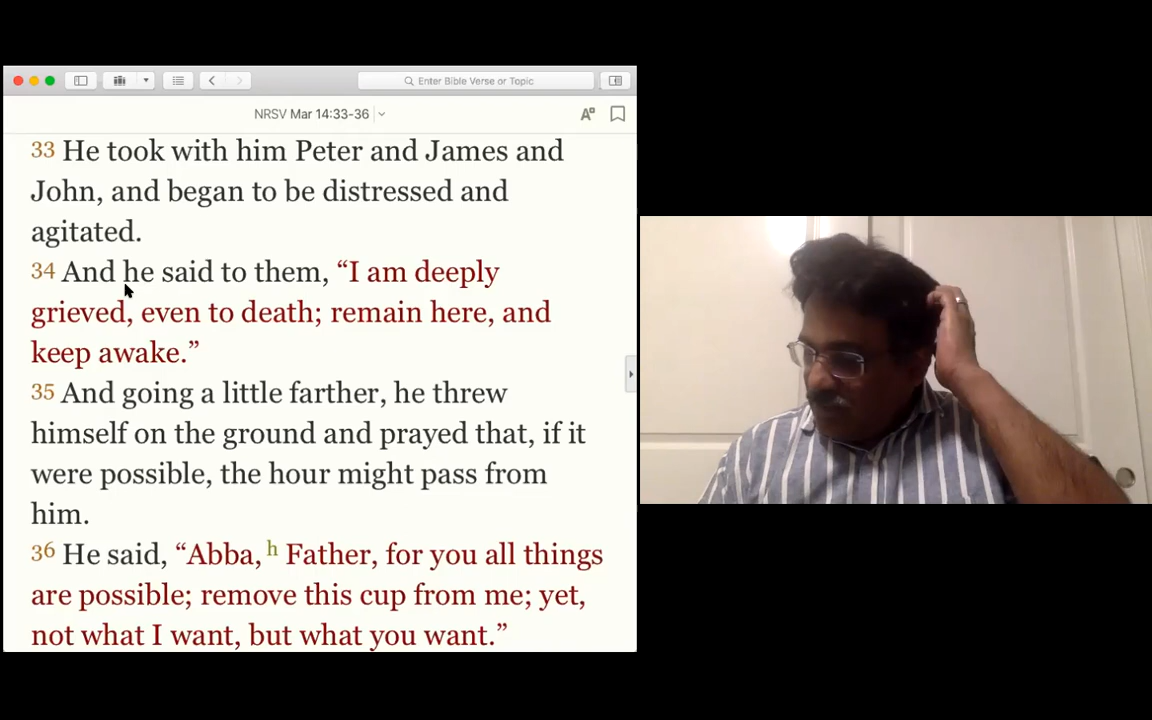 Enter Bible Verse or Topic
NRSV Mar 14:33-36
A
33 He took with him Peter and James and
John, and began to be distressed and
agitated.
34 And he said to them, “I am deeply
grieved, even to death; remain here, and
keep awake.”
35 And going a little farther, he threw
himself on the ground and prayed that, if it
were possible, the hour might pass from
him.
36 He said, “Abba, h Father, for you all things
are possible; remove this cup from me; yet,
not what I want, but what you want.”